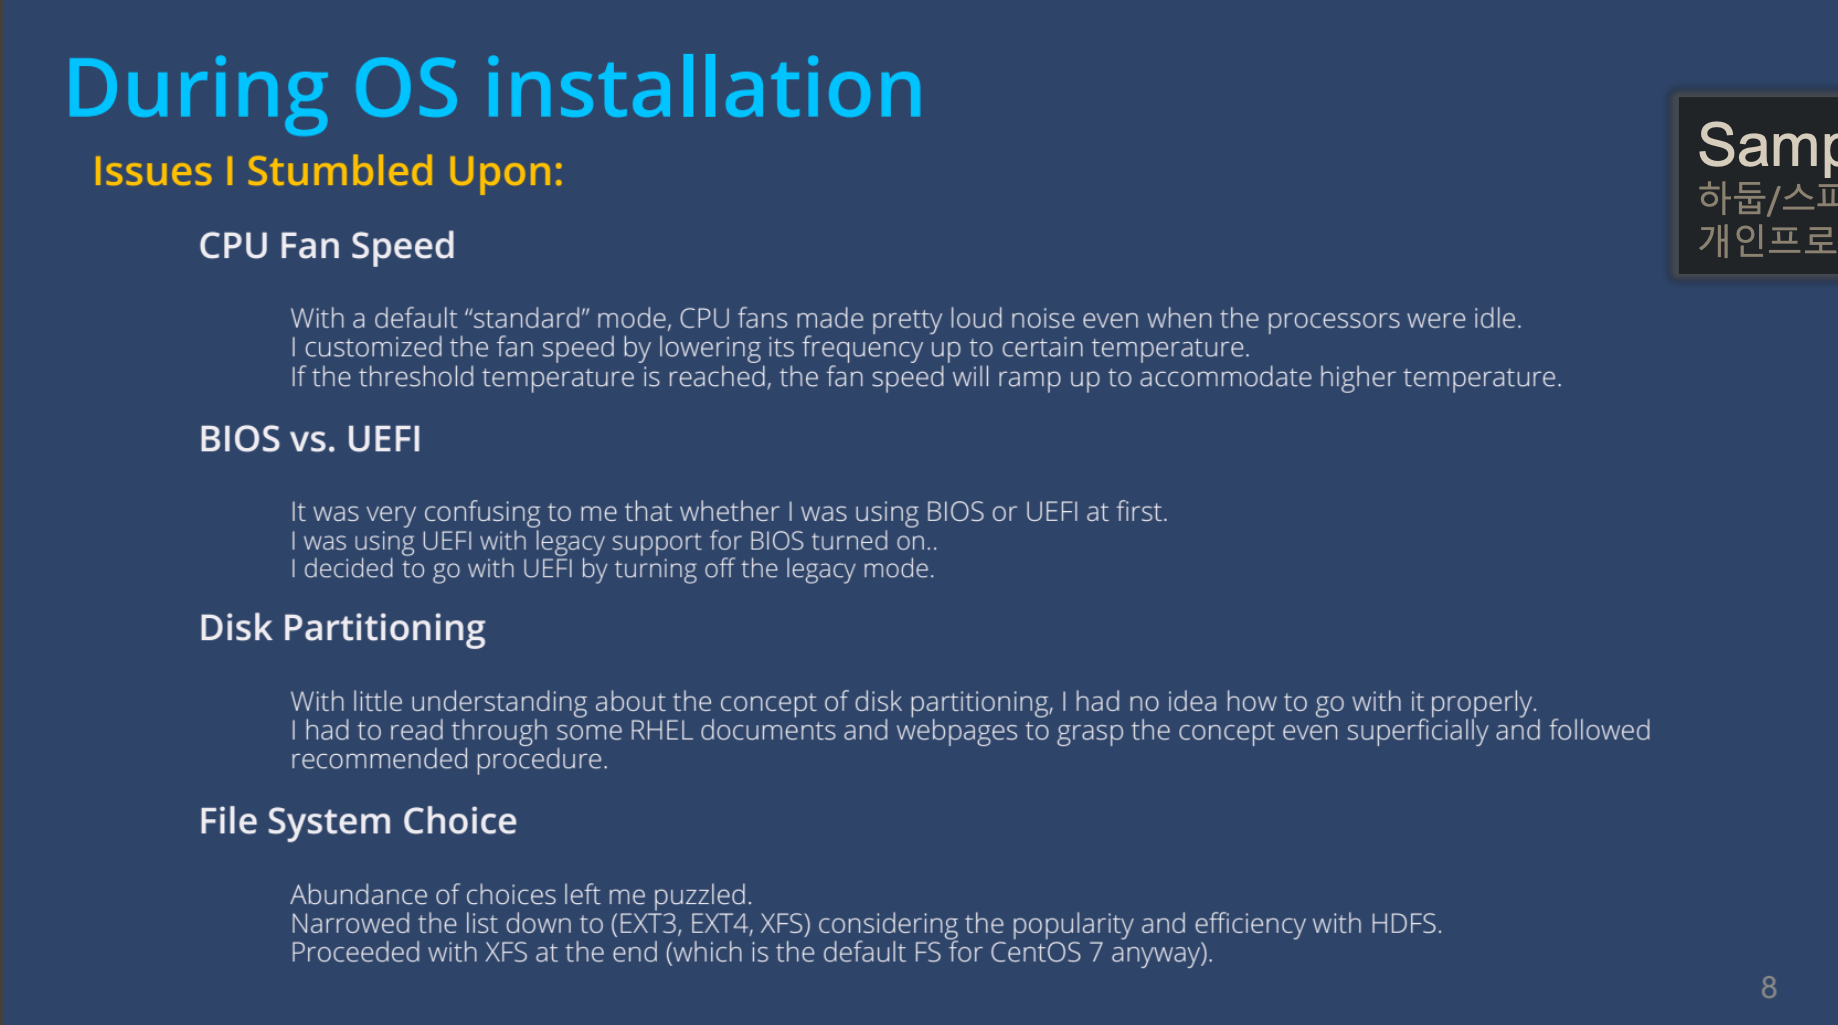 During OS installation
Issues I Stumbled Upon:
CPU Fan Speed
With a default “standard” mode, CPU fans made pretty loud noise even when the processors were idle.
I customized the fan speed by lowering its frequency up to certain temperature.
If the threshold temperature is reached, the fan speed will ramp up to accommodate higher temperature.
BIOS vs. UEFI
It was very confusing to me that whether I was using BIOS or UEFI at first.
I was using UEFI with legacy support for BIOS turned on..
I decided to go with UEFI by turning off the legacy mode.
Disk Partitioning
With little understanding about the concept of disk partitioning, I had no idea how to go with it properly.
I had to read through some RHEL documents and webpages to grasp the concept even superficially and followed
recommended procedure.
File System Choice
Abundance of choices left me puzzled.
Narrowed the list down to (EXT3, EXT4, XFS) considering the popularity and efficiency with HDFS.
Proceeded with XFS at the end (which is the default FS for CentOS 7 anyway).
8
Sam
하둡/스
개인프로